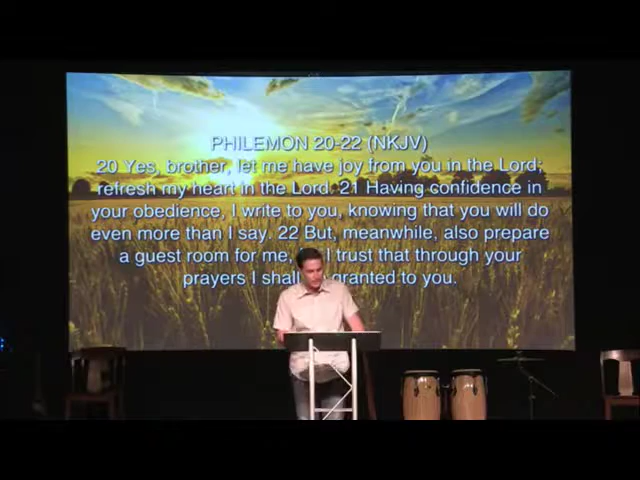 PHILEMON 20-22 (NKJV)
20 Yes, brother, let me have joy from you in the Lord;
refresh my heart in the Lord. 21 Having confidence in
your obedience, I write to you, knowing that you will do
even more than I say. 22 But, meanwhile, also prepare
a guest room for me, I trust that through your
prayers I shall granted to you.